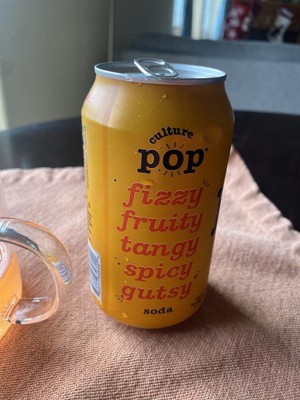 culture
pop
fizzy
fruity
tangy
spicy
gutsy
soda